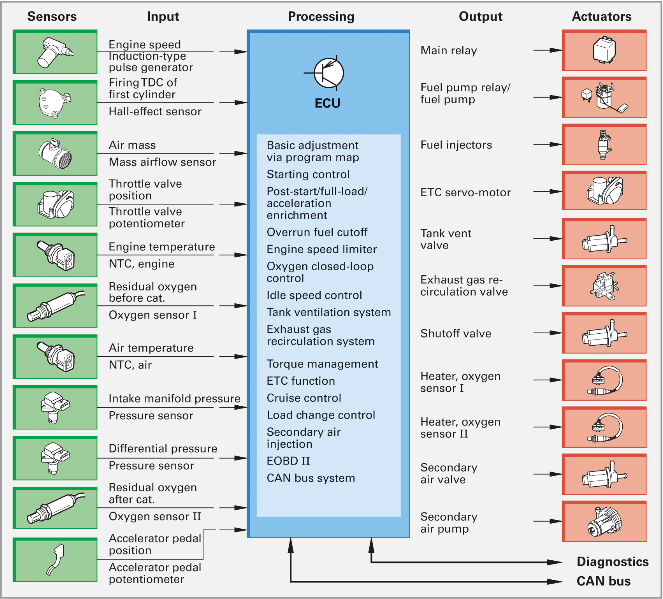 Sensors
Input
Processing
Output
Actuators
Engine speed
Induction-type
pulse generator
Firing TDC of
first cylinder
Hall-effect sensor
Air mass
Mass airflow sensor
Throttle valve
position
Throttle valve
potentiometer
Engine temperature
NTC, engine
Residual oxygen
before cat.
Oxygen sensor I
Air temperature
NTC, air
Intake manifold pressure
Pressure sensor
Differential pressure
Pressure sensor
Residual oxygen
after cat.
Oxygen sensor II
Accelerator pedal
position
Accelerator pedal
potentiometer
ECU
Basic adjustment
via program map
Starting control
Post-start/full-load/
acceleration
enrichment
Overrun fuel cutoff
Engine speed limiter
Oxygen closed-loop
control
Idle speed control
Tank ventilation system
Exhaust gas
recirculation system
Torque management
ETC function
Cruise control
Load change control
Secondary air
injection
EOBD II
CAN bus system
Main relay
Fuel pump relay/
fuel pump
Fuel injectors
ETC servo-motor
Tank vent
valve
Exhaust gas re-
circulation valve
Shutoff valve
Heater, oxygen
sensor I
Heater, oxygen
sensor II
Secondary
air valve
Secondary
air pump
Diagnostics
CAN bus